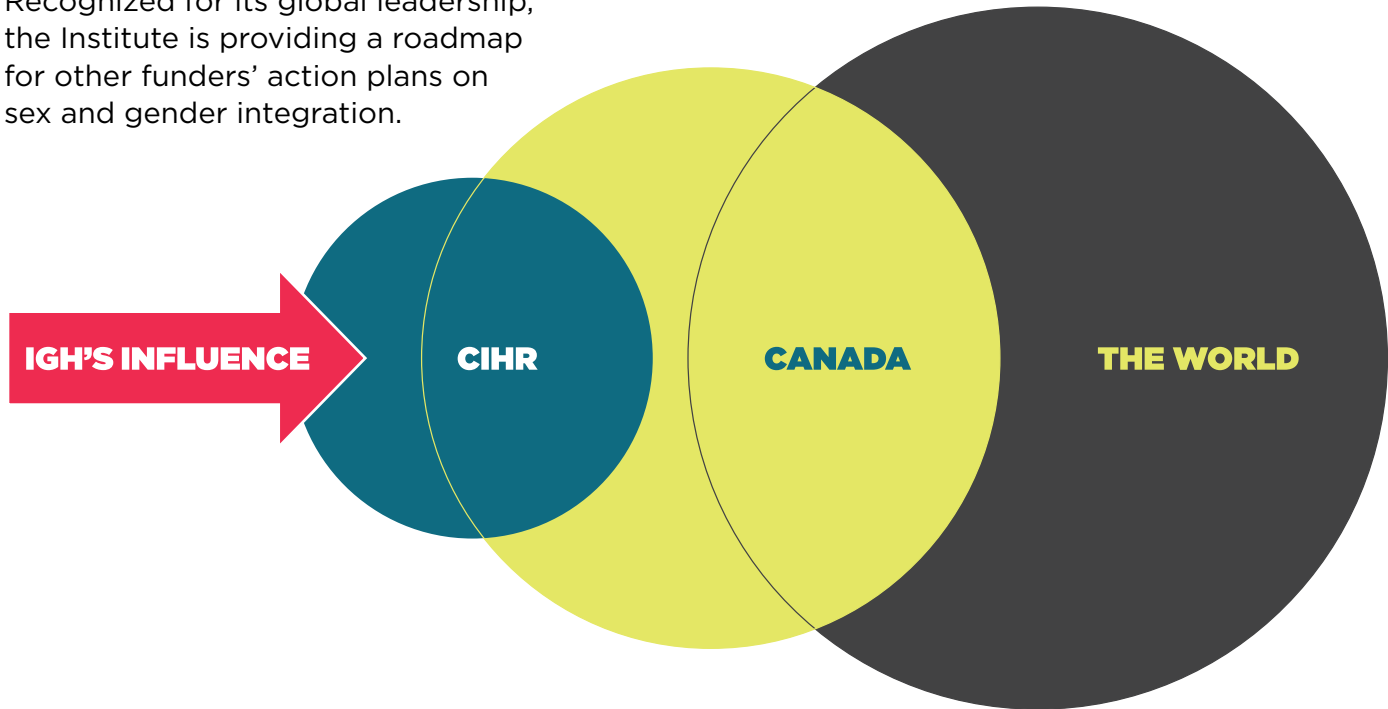 Recognized for its global leadership,
the Institute is providing a roadmap
for other funders’ action plans on
sex and gender integration.
IGH’S INFLUENCE
CIHR
CANADA
THE WORLD